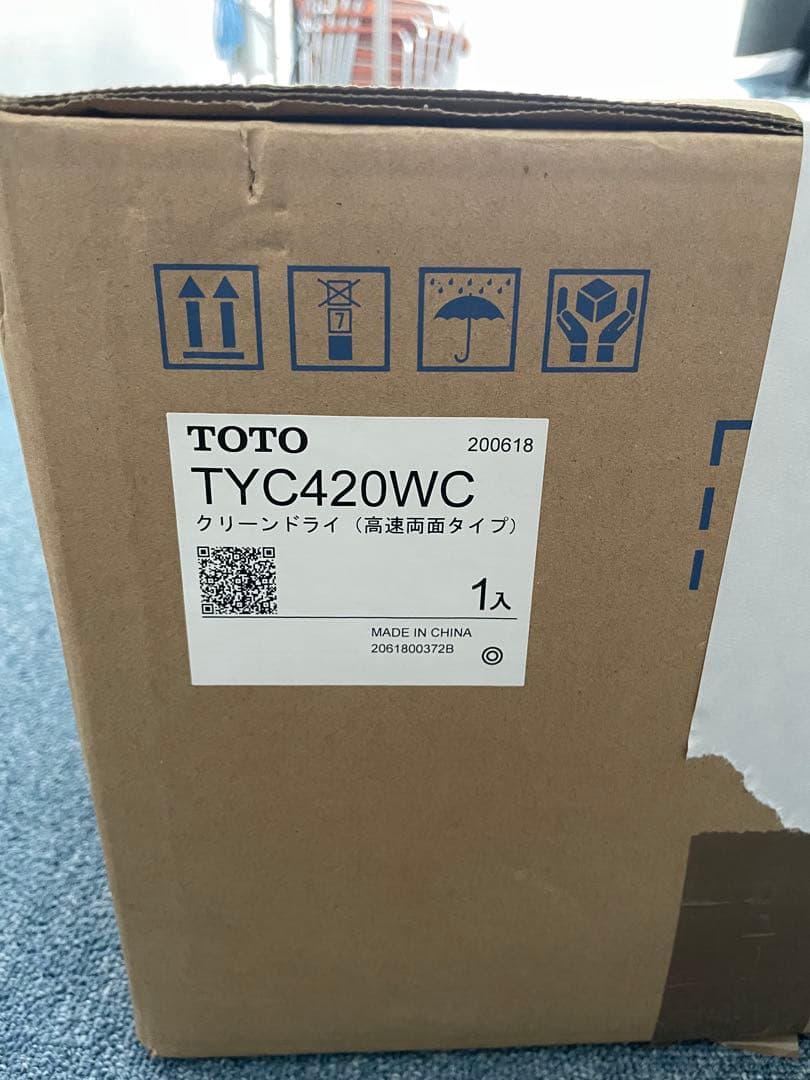 7
TOTO 200618
TYC420WC
クリーンドライ（高速両面タイプ）
1入
MADE IN CHINA
2061800372B